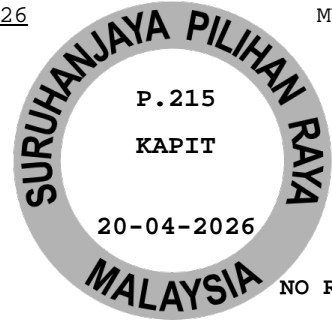 26
M
SURUHANJAYA PILIHAN RAYA
P.215
KAPIT
20-04-2026
MALAYSIA
NO R